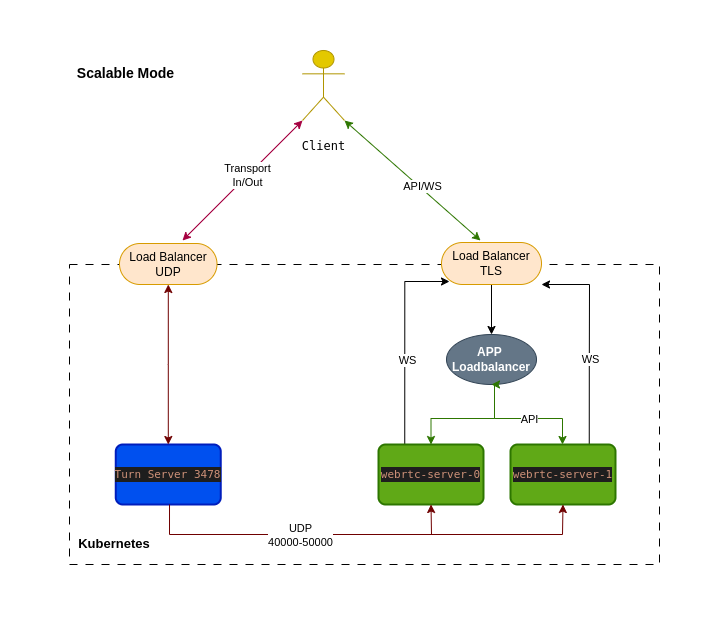 Scalable Mode
Client
Transport
In/Out
API/WS
Load Balancer
UDP
Load Balancer
TLS
APP
Loadbalancer
WS
WS
API
Turn Server 3478
webrtc-server-0
webrtc-server-1
UDP
40000-50000
Kubernetes